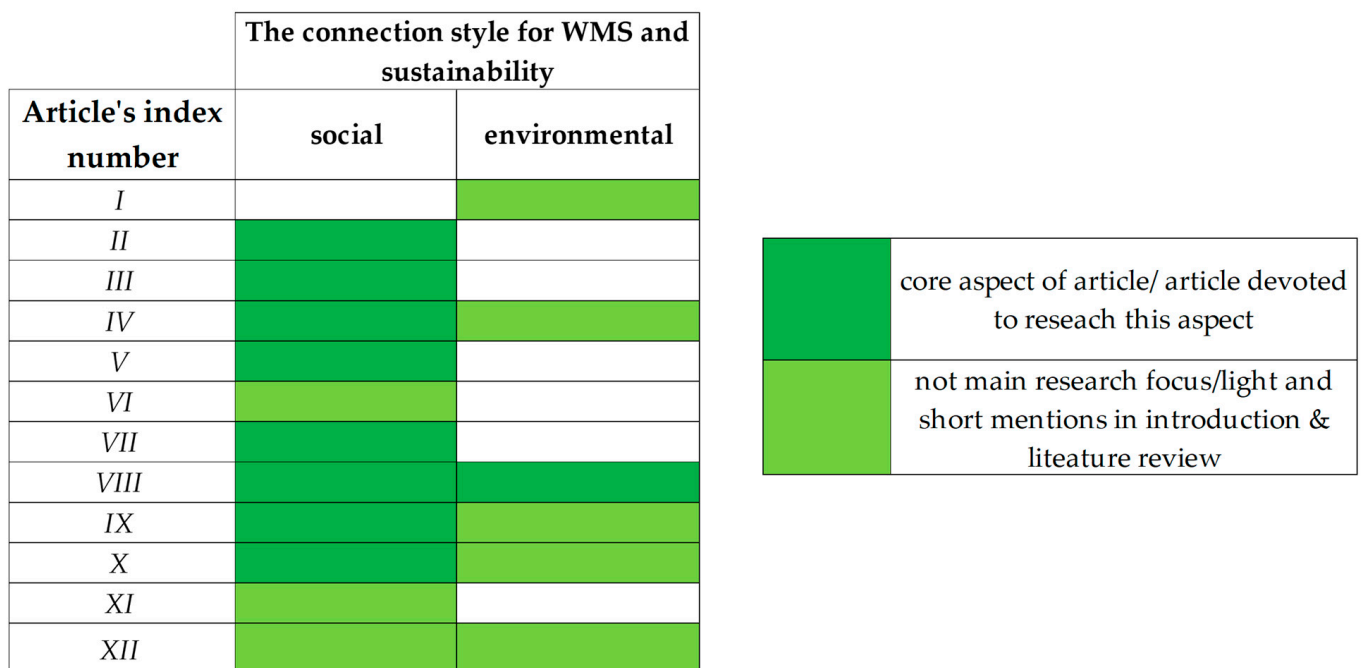 The connection style for WMS and
sustainability
Article's index
number
social
environmental
I
II
III
IV
V
VI
VII
VIII
IX
X
XI
XII
core aspect of article/ article devoted
to reseach this aspect
not main research focus/light and
short mentions in introduction &
liteature review